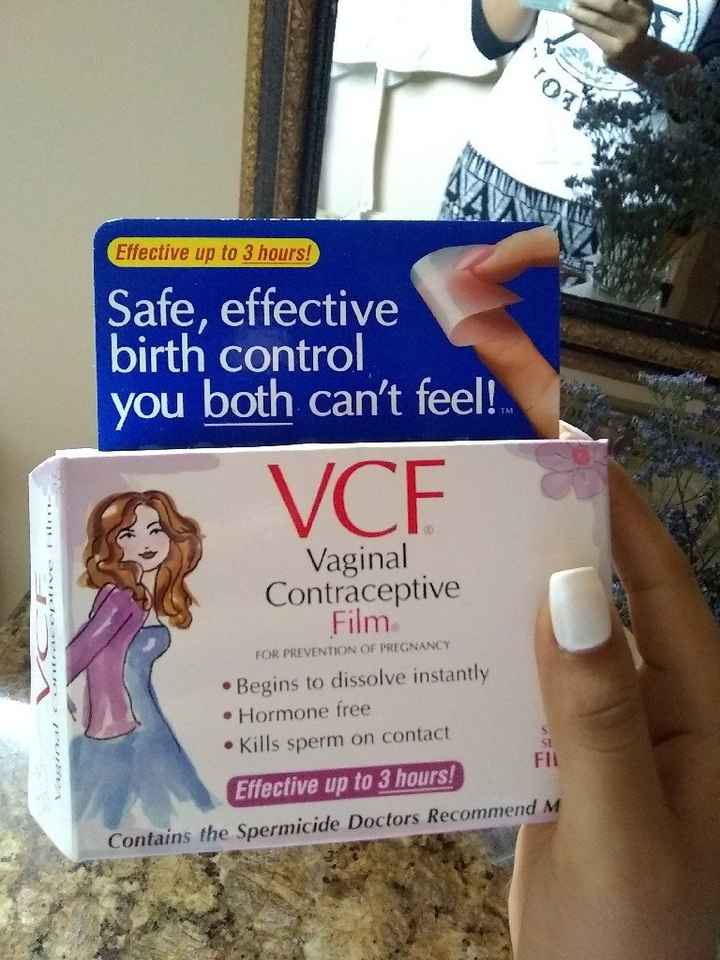 Effective up to 3 hours!
Safe, effective
birth control
you both can't feel!™
VCF®
Vaginal
Contraceptive
Film®
FOR PREVENTION OF PREGNANCY
• Begins to dissolve instantly
• Hormone free
• Kills sperm on contact
Effective up to 3 hours!
Contains the Spermicide Doctors Recommend M
VCF
Vaginal Contraceptive Film